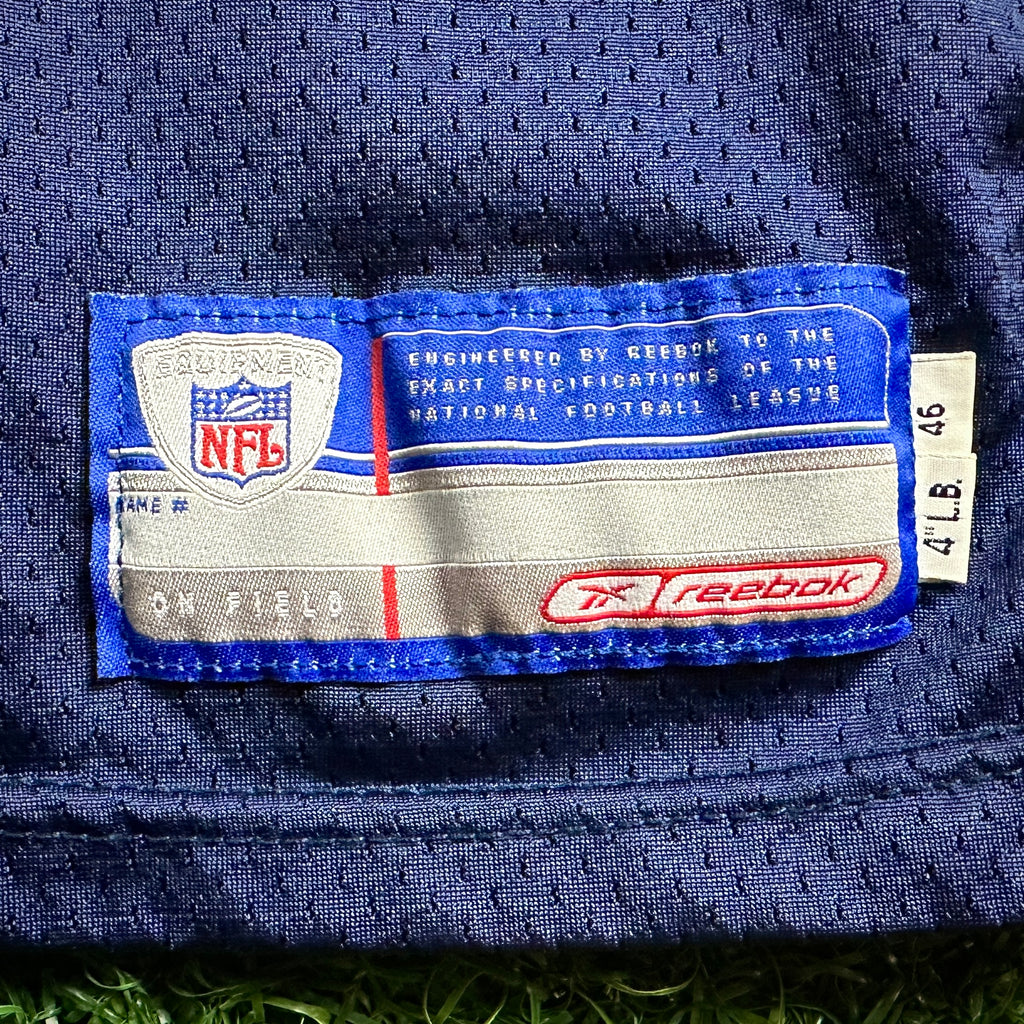 EQUIPMENT
NFL
ENGINEERED BY REEBOK TO THE
EXACT SPECIFICATIONS OF THE
NATIONAL FOOTBALL LEAGUE
AME #
ON FIELD
reebok
46
4" L.B.